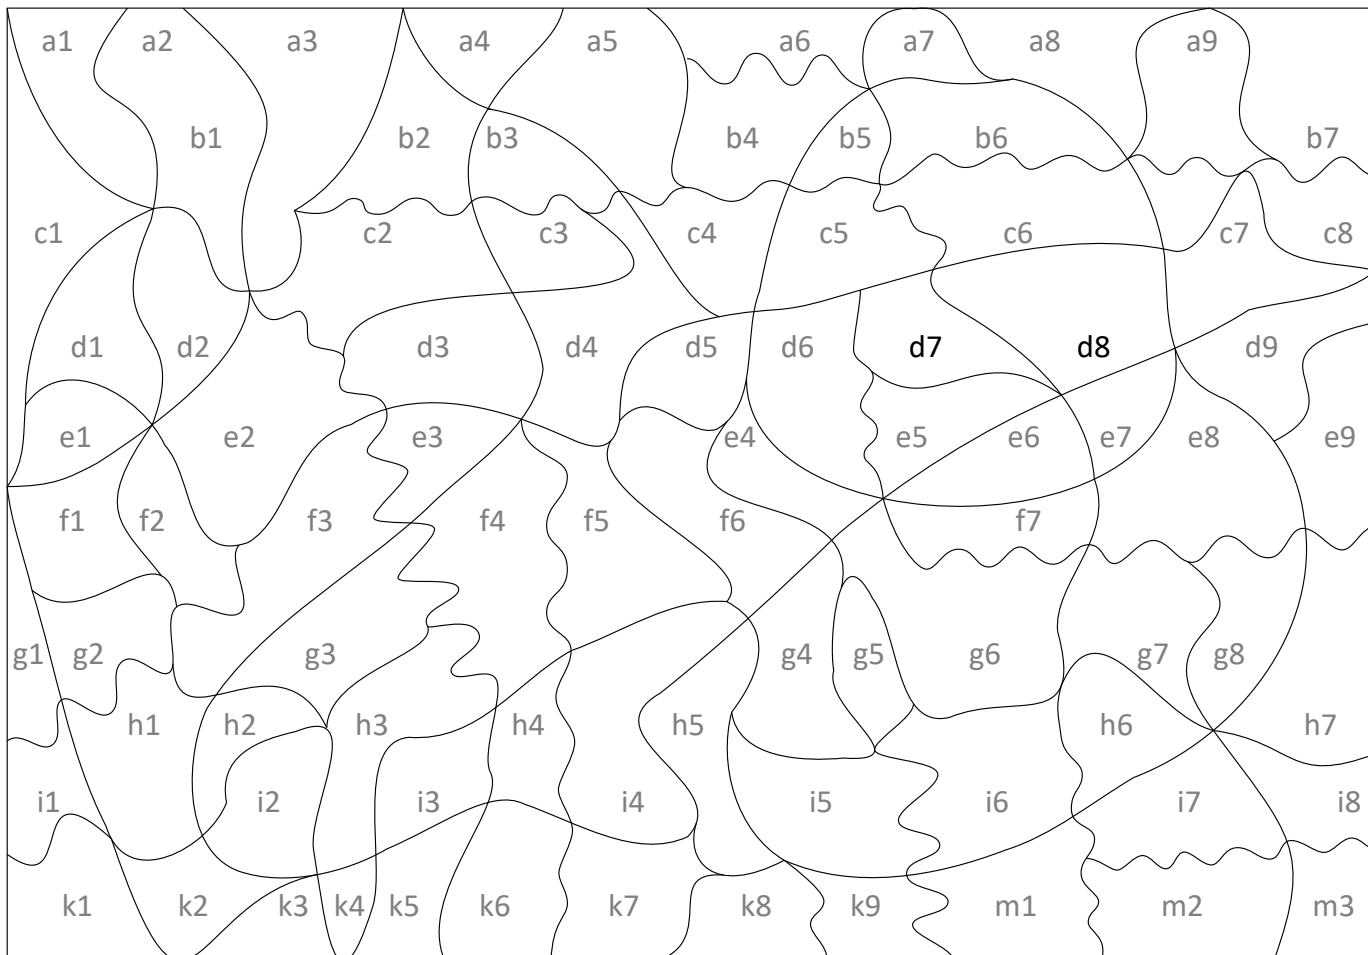 a1 a2 a3 a4 a5 a6 a7 a8 a9
b1 b2 b3 b4 b5 b6 b7
c1 c2 c3 c4 c5 c6 c7 c8
d1 d2 d3 d4 d5 d6 d7 d8 d9
e1 e2 e3 e4 e5 e6 e7 e8 e9
f1 f2 f3 f4 f5 f6 f7
g1 g2 g3 g4 g5 g6 g7 g8
h1 h2 h3 h4 h5 h6 h7
i1 i2 i3 i4 i5 i6 i7 i8
k1 k2 k3 k4 k5 k6 k7 k8 k9 m1 m2 m3